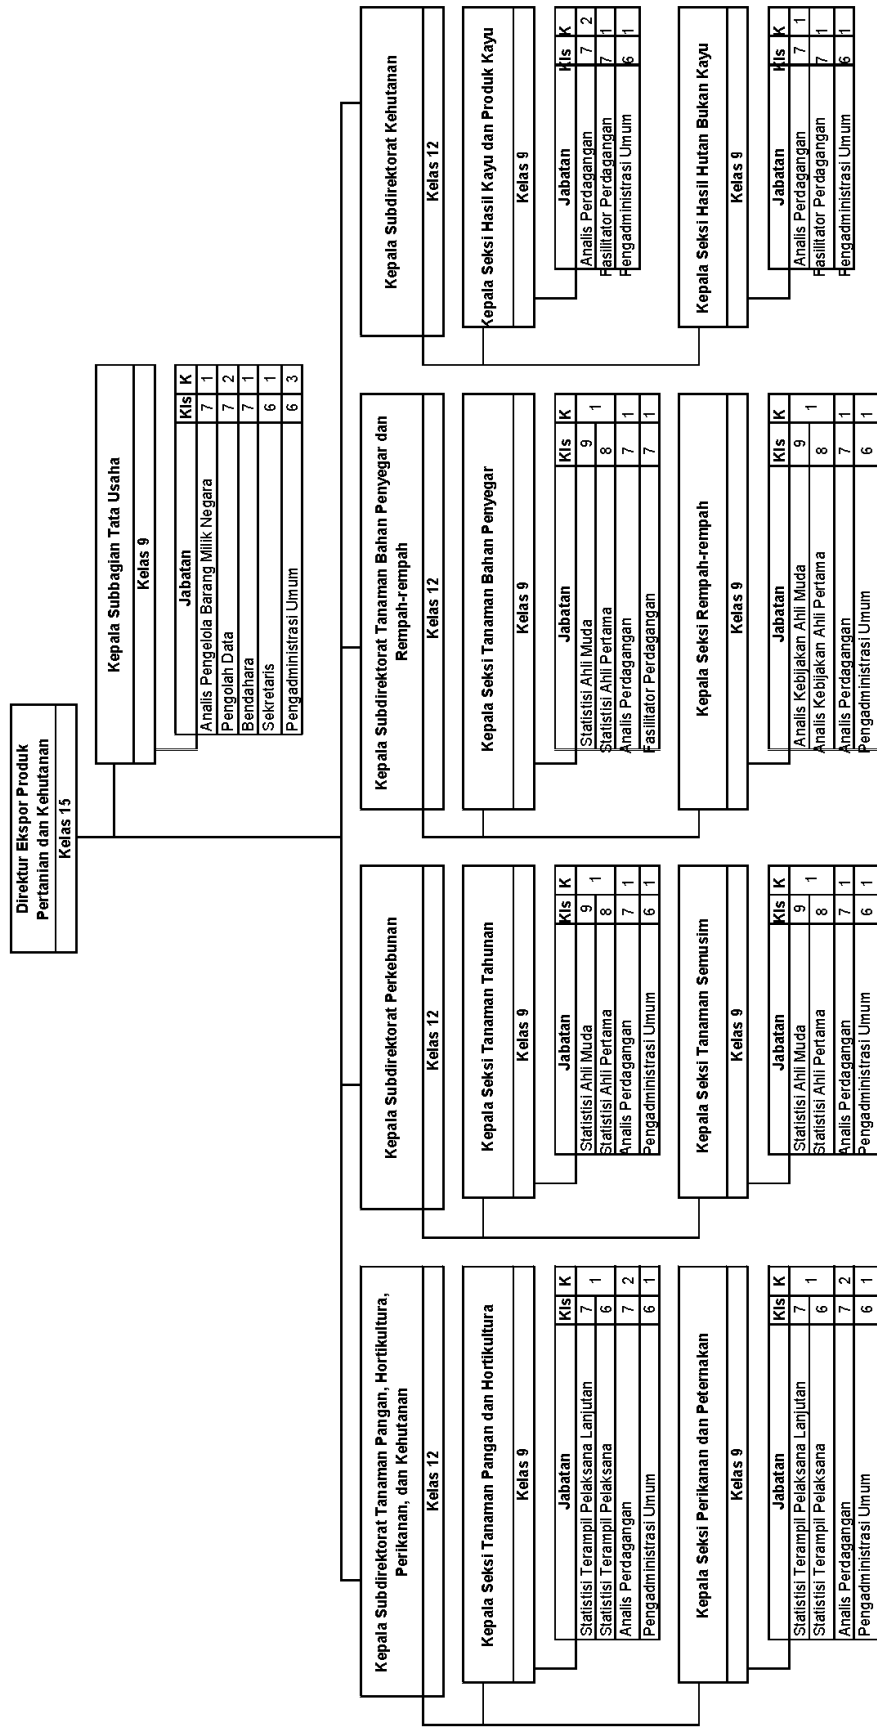 Direktur Ekspor Produk
Pertanian dan Kehutanan
Kelas 15
Kepala Subbagian Tata Usaha
Kelas 9
Jabatan Kls K
Analis Pengelola Barang Milik Negara 7 1
Pengolah Data 7 2
Bendahara 7 1
Sekretaris 6 1
Pengadministrasi Umum 6 3
Kepala Subdirektorat Tanaman Pangan, Hortikultura,
Perikanan, dan Kehutanan
Kelas 12
Kepala Seksi Tanaman Pangan dan Hortikultura
Kelas 9
Jabatan Kls K
Statistisi Terampil Pelaksana Lanjutan 7 1
Statistisi Terampil Pelaksana 6
Analis Perdagangan 7 2
Pengadministrasi Umum 6 1
Kepala Seksi Perikanan dan Peternakan
Kelas 9
Jabatan Kls K
Statistisi Terampil Pelaksana Lanjutan 7 1
Statistisi Terampil Pelaksana 6
Analis Perdagangan 7 2
Pengadministrasi Umum 6 1
Kepala Subdirektorat Perkebunan
Kelas 12
Kepala Seksi Tanaman Tahunan
Kelas 9
Jabatan Kls K
Statistisi Ahli Muda 9 1
Statistisi Ahli Pertama 8
Analis Perdagangan 7 1
Pengadministrasi Umum 6 1
Kepala Seksi Tanaman Semusim
Kelas 9
Jabatan Kls K
Statistisi Ahli Muda 9 1
Statistisi Ahli Pertama 8
Analis Perdagangan 7 1
Pengadministrasi Umum 6 1
Kepala Subdirektorat Tanaman Bahan Penyegar dan
Rempah-rempah
Kelas 12
Kepala Seksi Tanaman Bahan Penyegar
Kelas 9
Jabatan Kls K
Statistisi Ahli Muda 9 1
Statistisi Ahli Pertama 8
Analis Perdagangan 7 1
Fasilitator Perdagangan 7 1
Kepala Seksi Rempah-rempah
Kelas 9
Jabatan Kls K
Analis Kebijakan Ahli Muda 9 1
Analis Kebijakan Ahli Pertama 8
Analis Perdagangan 7 1
Pengadministrasi Umum 6 1
Kepala Subdirektorat Kehutanan
Kelas 12
Kepala Seksi Hasil Kayu dan Produk Kayu
Kelas 9
Jabatan Kls K
Analis Perdagangan 7 2
Fasilitator Perdagangan 7 1
Pengadministrasi Umum 6 1
Kepala Seksi Hasil Hutan Bukan Kayu
Kelas 9
Jabatan Kls K
Analis Perdagangan 7 1
Fasilitator Perdagangan 7 1
Pengadministrasi Umum 6 1